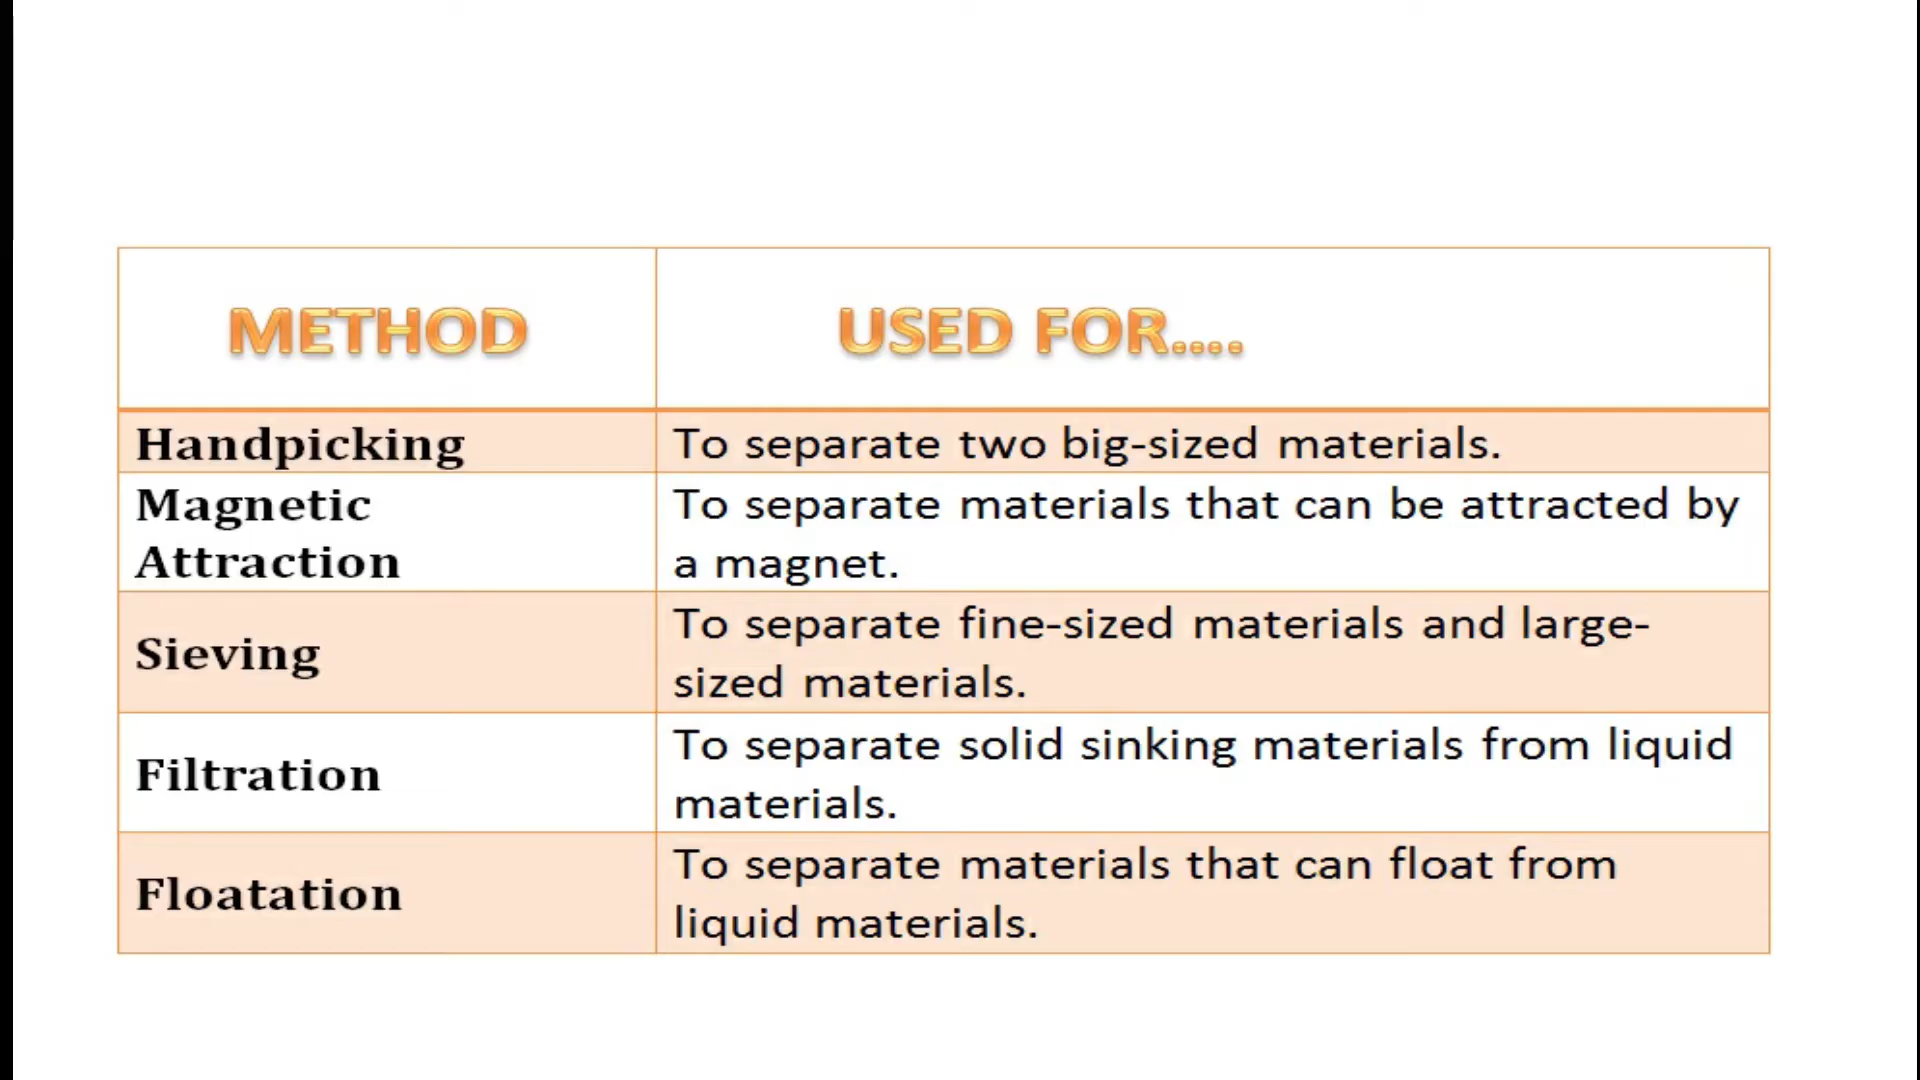 METHOD
USED FOR....
Handpicking
To separate two big-sized materials.
Magnetic
Attraction
To separate materials that can be attracted by
a magnet.
Sieving
To separate fine-sized materials and large-
sized materials.
Filtration
To separate solid sinking materials from liquid
materials.
Floatation
To separate materials that can float from
liquid materials.